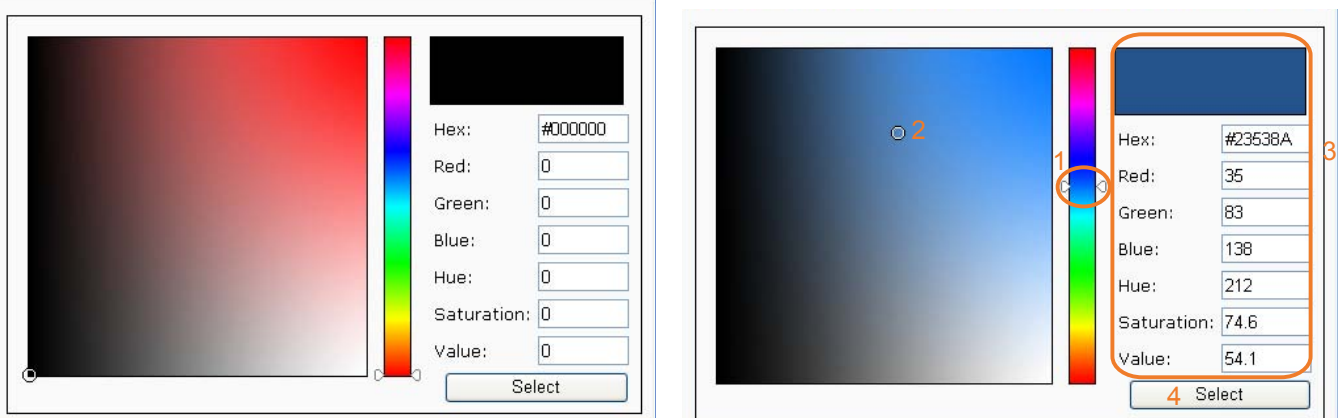 Hex: #000000
Red: 0
Green: 0
Blue: 0
Hue: 0
Saturation: 0
Value: 0
Select
1
2
3
Hex: #23538A
Red: 35
Green: 83
Blue: 138
Hue: 212
Saturation: 74.6
Value: 54.1
4 Select